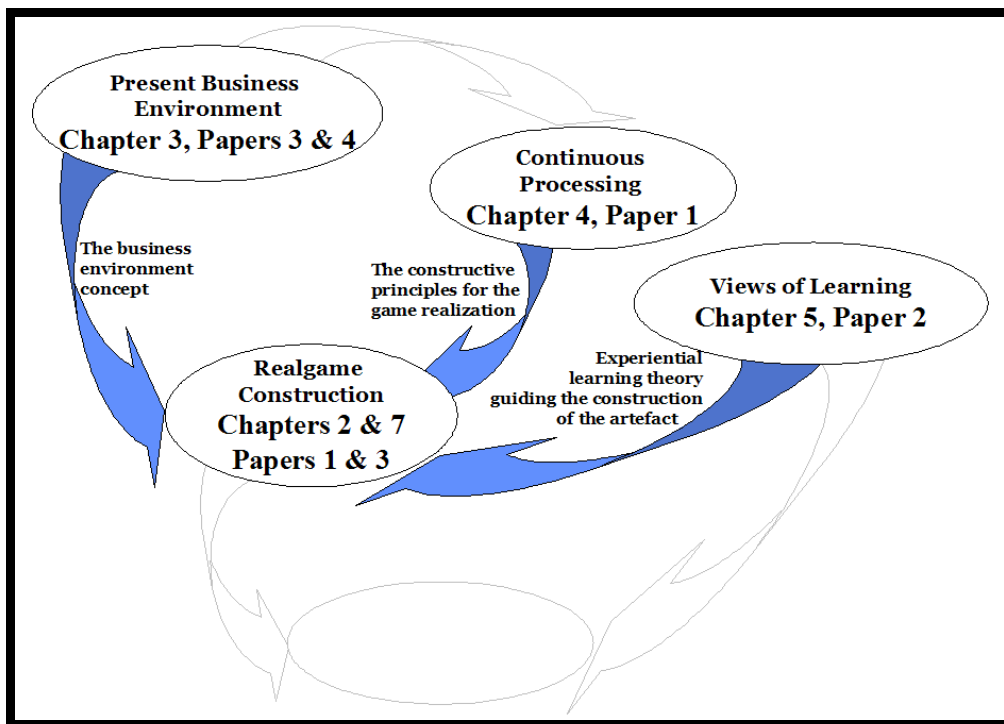 Present Business
Environment
Chapter 3, Papers 3 & 4
Continuous
Processing
Chapter 4, Paper 1
The business
environment
concept
The constructive
principles for the
game realization
Views of Learning
Chapter 5, Paper 2
Realgame
Construction
Chapters 2 & 7
Papers 1 & 3
Experiential
learning theory
guiding the construction
of the artefact